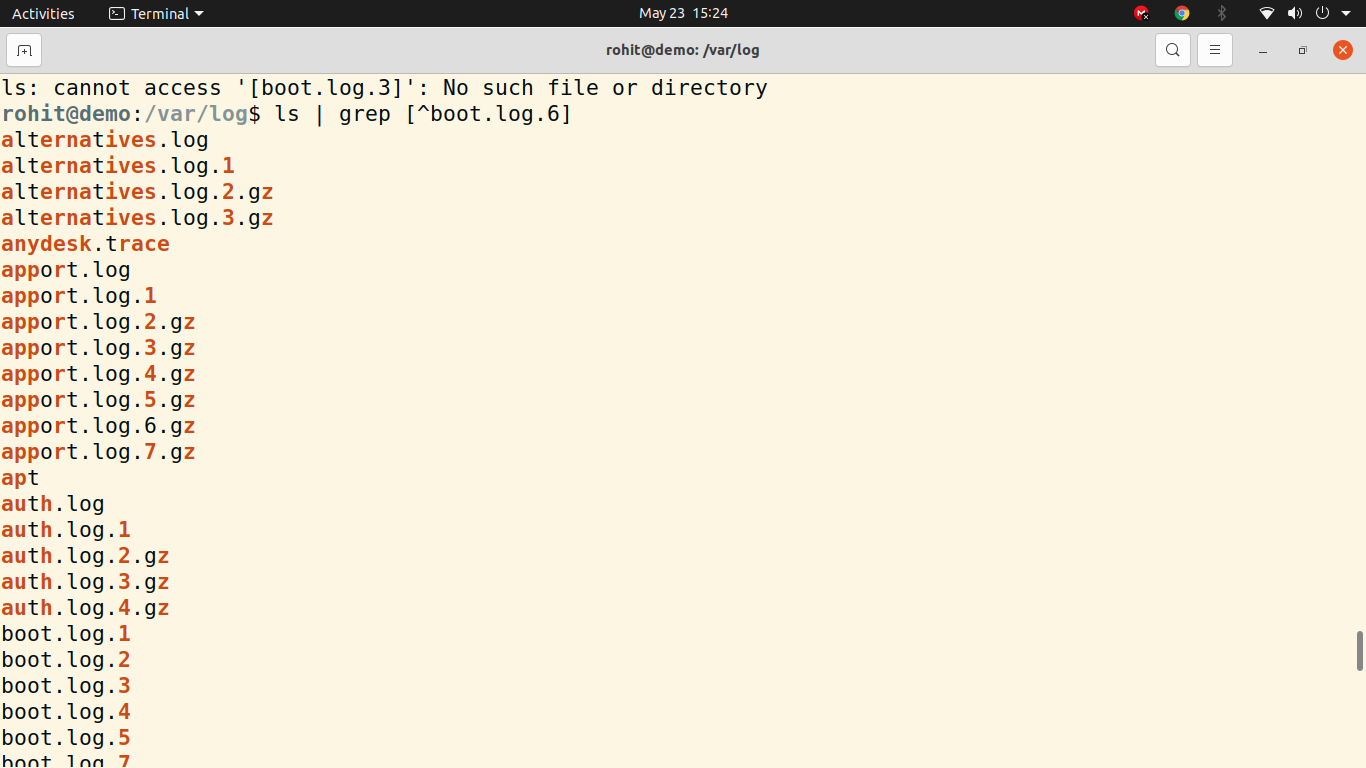 Activities Terminal May 23 15:24
rohit@demo: /var/log
ls: cannot access '[boot.log.3]': No such file or directory
rohit@demo:/var/log$ ls | grep [^boot.log.6]
alternatives.log
alternatives.log.1
alternatives.log.2.gz
alternatives.log.3.gz
anydesk.trace
apport.log
apport.log.1
apport.log.2.gz
apport.log.3.gz
apport.log.4.gz
apport.log.5.gz
apport.log.6.gz
apport.log.7.gz
apt
auth.log
auth.log.1
auth.log.2.gz
auth.log.3.gz
auth.log.4.gz
boot.log.1
boot.log.2
boot.log.3
boot.log.4
boot.log.5
boot.log.7